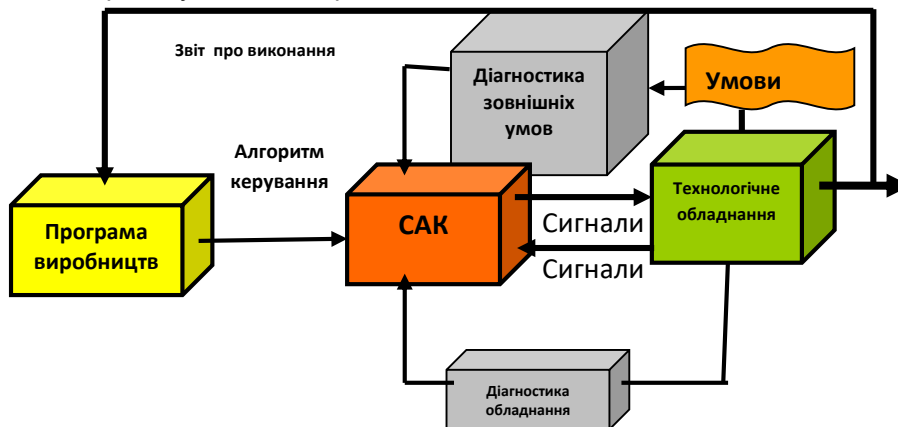 Звіт про виконання
Діагностика
зовнішніх
умов
Умови
Алгоритм
керування
Програма
виробництв
САК
Сигнали
Сигнали
Технологічне
обладнання
Діагностика
обладнання